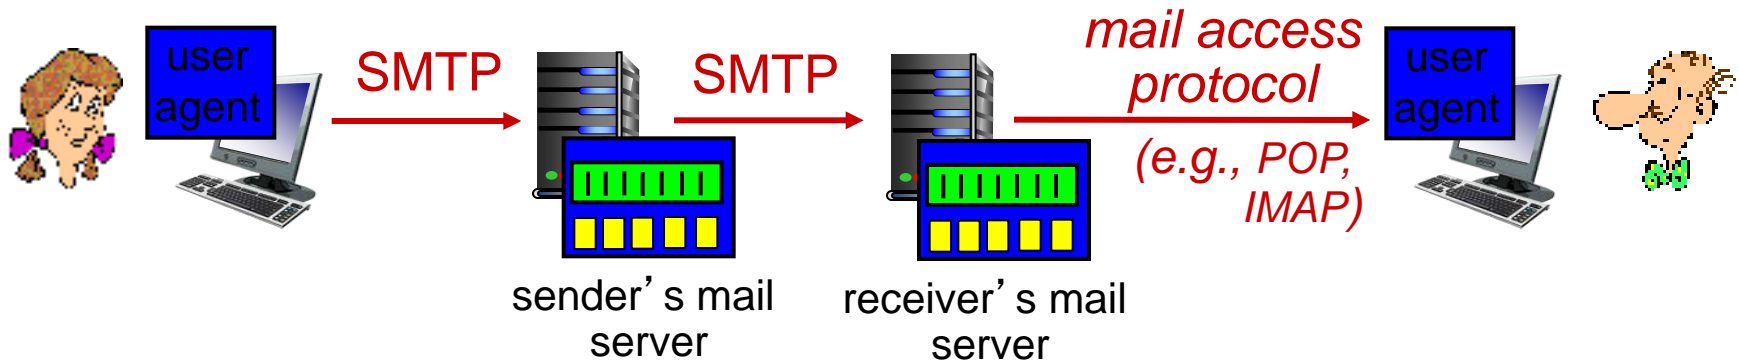 user
agent
SMTP
SMTP
mail access
protocol
(e.g., POP,
IMAP)
user
agent
sender’s mail
server
receiver’s mail
server